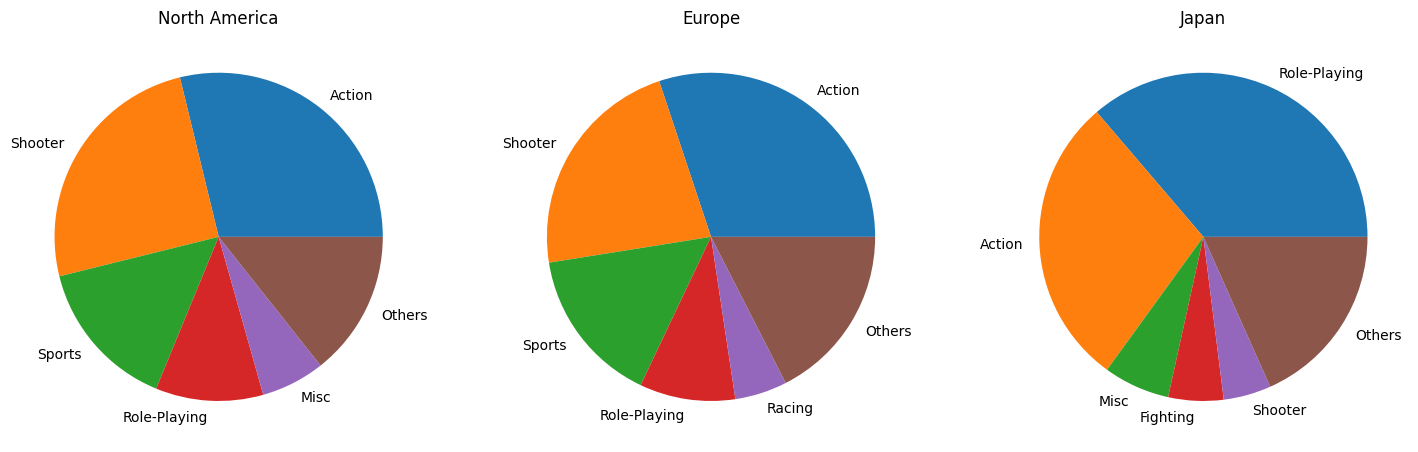 North America
Action
Shooter
Sports
Role-Playing
Misc
Others
Europe
Action
Shooter
Sports
Role-Playing
Racing
Others
Japan
Role-Playing
Action
Misc
Fighting
Shooter
Others